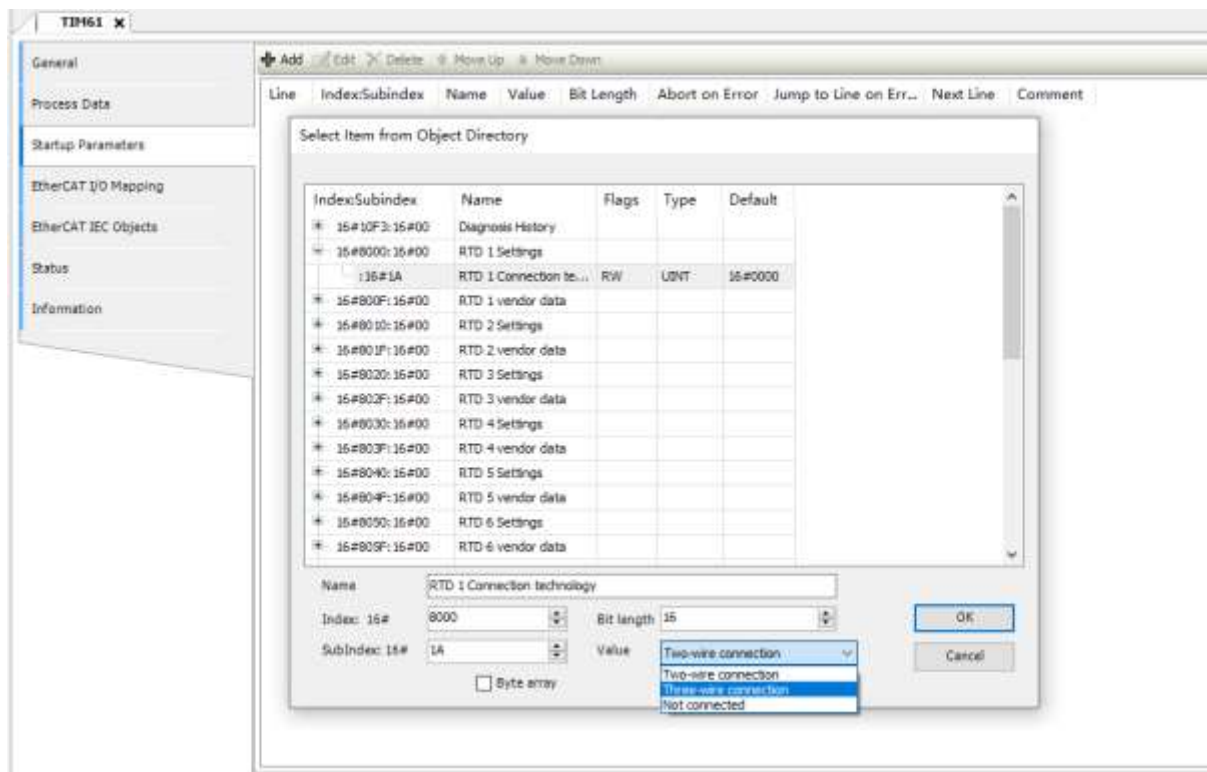 TIM61
General
Process Data
Startup Parameters
EtherCAT I/O Mapping
EtherCAT IEC Objects
Status
Information
Add Edit Delete Move Up Move Down
Line Index:Subindex Name Value Bit Length Abort on Error Jump to Line on Err... Next Line Comment
Select Item from Object Directory
Index:Subindex Name Flags Type Default
16#10F3:16#00 Diagnosis History
16#8000:16#00 RTD 1 Settings
:16#1A RTD 1 Connection te... RW UINT 16#0000
16#800F:16#00 RTD 1 vendor data
16#8010:16#00 RTD 2 Settings
16#801F:16#00 RTD 2 vendor data
16#8020:16#00 RTD 3 Settings
16#802F:16#00 RTD 3 vendor data
16#8030:16#00 RTD 4 Settings
16#803F:16#00 RTD 4 vendor data
16#8040:16#00 RTD 5 Settings
16#804F:16#00 RTD 5 vendor data
16#8050:16#00 RTD 6 Settings
16#805F:16#00 RTD 6 vendor data
Name RTD 1 Connection technology
Index: 16# 8000 Bit length 16 OK
SubIndex: 16# 1A Value Two-wire connection Cancel
Two-wire connection
Byte array Three-wire connection
Not connected